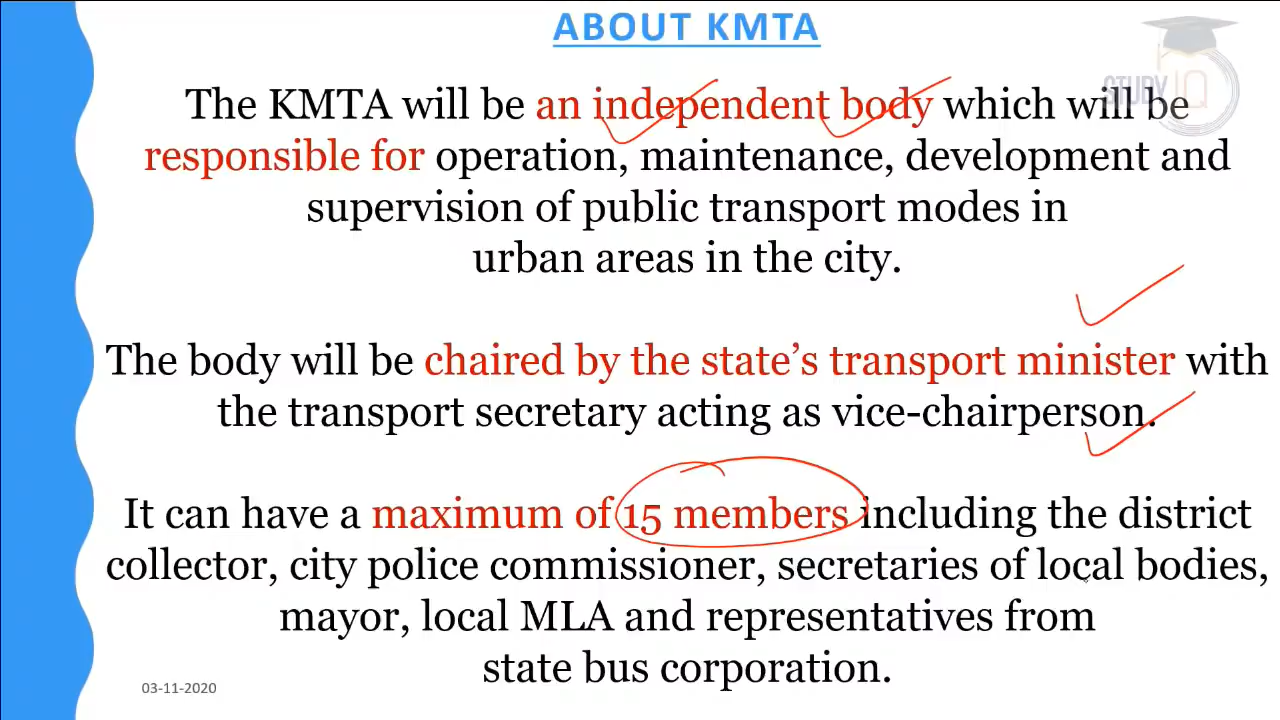 ABOUT KMTA
STUDY IQ
The KMTA will be an independent body which will be
responsible for operation, maintenance, development and
supervision of public transport modes in
urban areas in the city.
The body will be chaired by the state’s transport minister with
the transport secretary acting as vice-chairperson.
It can have a maximum of 15 members including the district
collector, city police commissioner, secretaries of local bodies,
mayor, local MLA and representatives from
state bus corporation.
03-11-2020